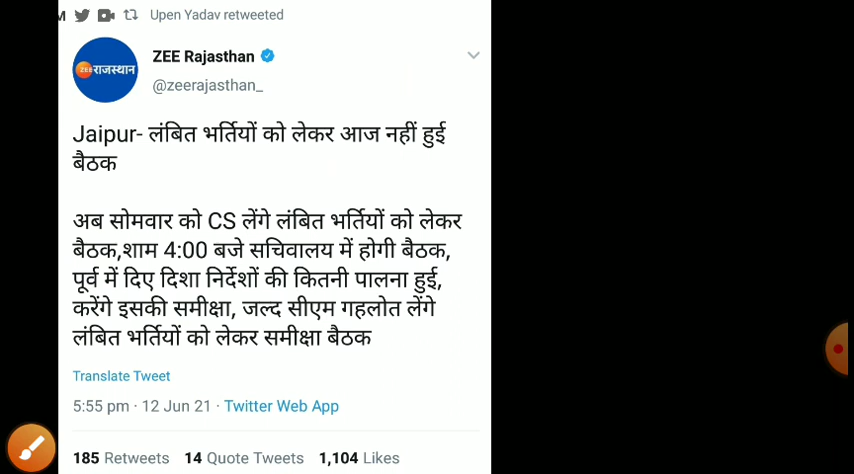 M Upen Yadav retweeted
ZEE राजस्थान
ZEE Rajasthan
@zeerajasthan_
Jaipur- लंबित भर्तियों को लेकर आज नहीं हुई
बैठक
अब सोमवार को CS लेंगे लंबित भर्तियों को लेकर
बैठक,शाम 4:00 बजे सचिवालय में होगी बैठक,
पूर्व में दिए दिशा निर्देशों की कितनी पालना हुई,
करेंगे इसकी समीक्षा, जल्द सीएम गहलोत लेंगे
लंबित भर्तियों को लेकर समीक्षा बैठक
Translate Tweet
5:55 pm · 12 Jun 21 · Twitter Web App
185 Retweets 14 Quote Tweets 1,104 Likes